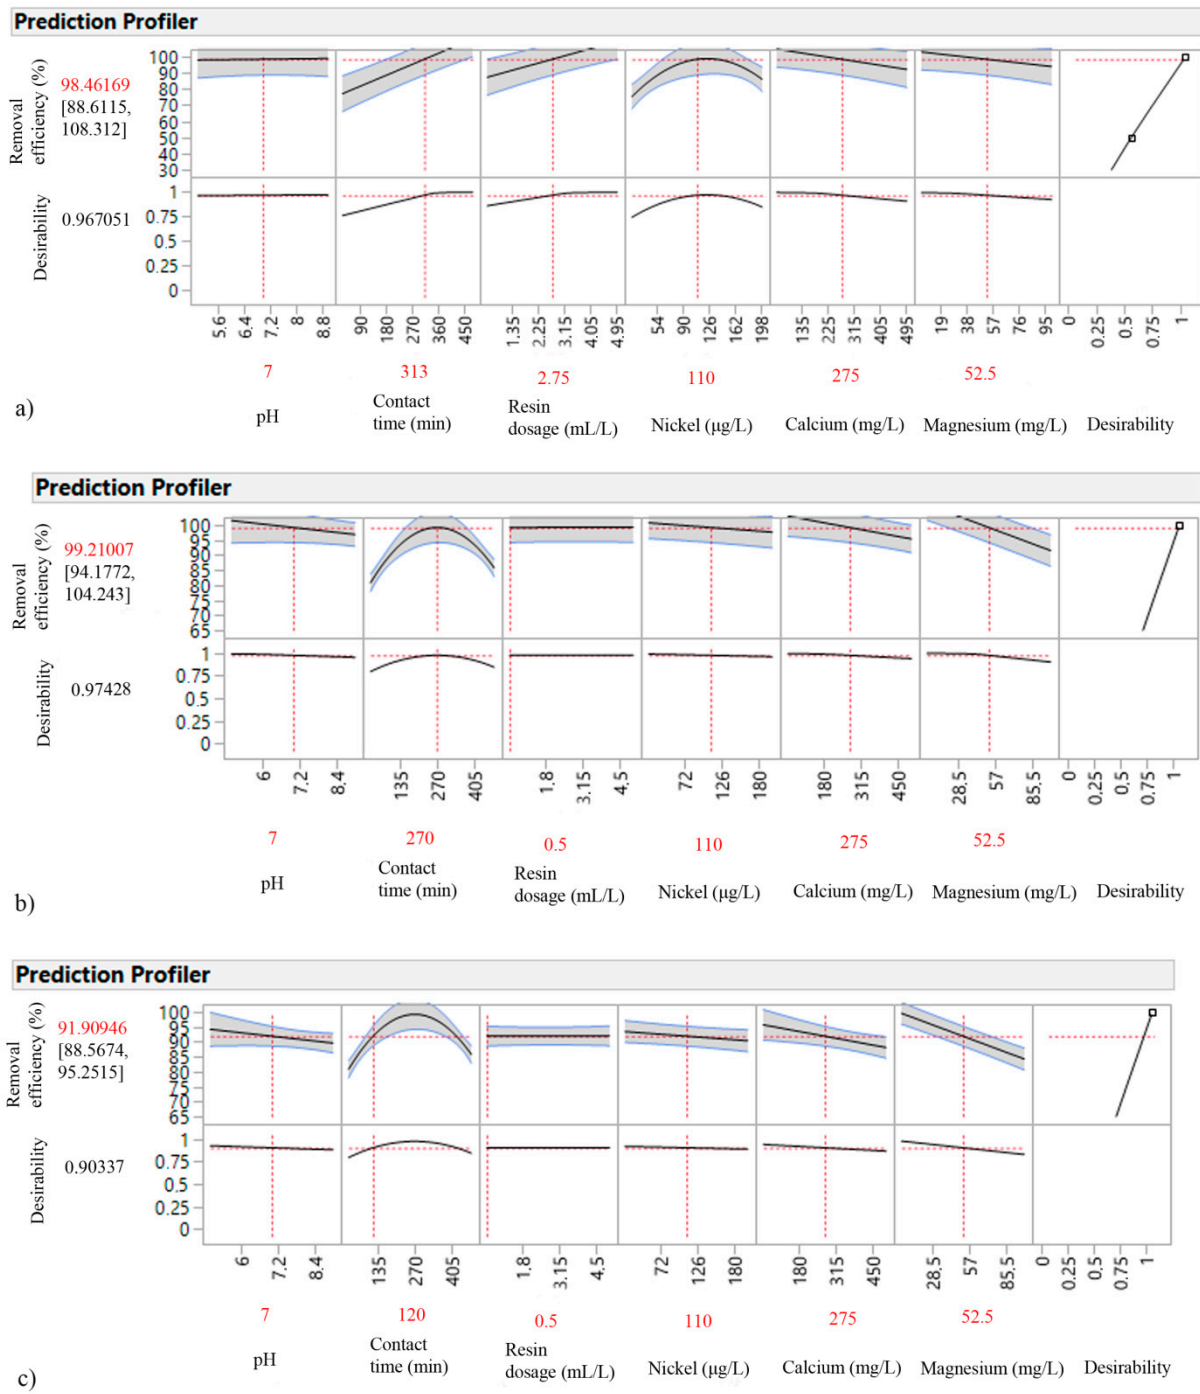 Prediction Profiler
Removal
efficiency (%)
98.46169
[88.6115,
108.312]
100
90
80
70
60
50
40
30
Desirability
0.967051
1
0.75
0.5
0.25
0
5.6 6.4 7.2 8 8.8
90 180 270 360 450
1.35 2.25 3.15 4.05 4.95
54 90 126 162 198
135 225 315 405 495
19 38 57 76 95
0 0.25 0.5 0.75 1
7 313 2.75 110 275 52.5
pH
Contact
time (min)
Resin
dosage (mL/L)
Nickel (μg/L)
Calcium (mg/L)
Magnesium (mg/L)
Desirability
a)
Prediction Profiler
Removal
efficiency (%)
99.21007
[94.1772,
104.243]
100
95
90
85
80
75
70
65
Desirability
0.97428
1
0.75
0.5
0.25
0
6 7.2 8.4
135 270 405
1.8 3.15 4.5
72 126 180
180 315 450
28.5 57 85.5
0 0.25 0.5 0.75 1
7 270 0.5 110 275 52.5
pH
Contact
time (min)
Resin
dosage (mL/L)
Nickel (μg/L)
Calcium (mg/L)
Magnesium (mg/L)
Desirability
b)
Prediction Profiler
Removal
efficiency (%)
91.90946
[88.5674,
95.2515]
100
95
90
85
80
75
70
65
Desirability
0.90337
1
0.75
0.5
0.25
0
6 7.2 8.4
135 270 405
1.8 3.15 4.5
72 126 180
180 315 450
28.5 57 85.5
0 0.25 0.5 0.75 1
7 120 0.5 110 275 52.5
pH
Contact
time (min)
Resin
dosage (mL/L)
Nickel (μg/L)
Calcium (mg/L)
Magnesium (mg/L)
Desirability
c)